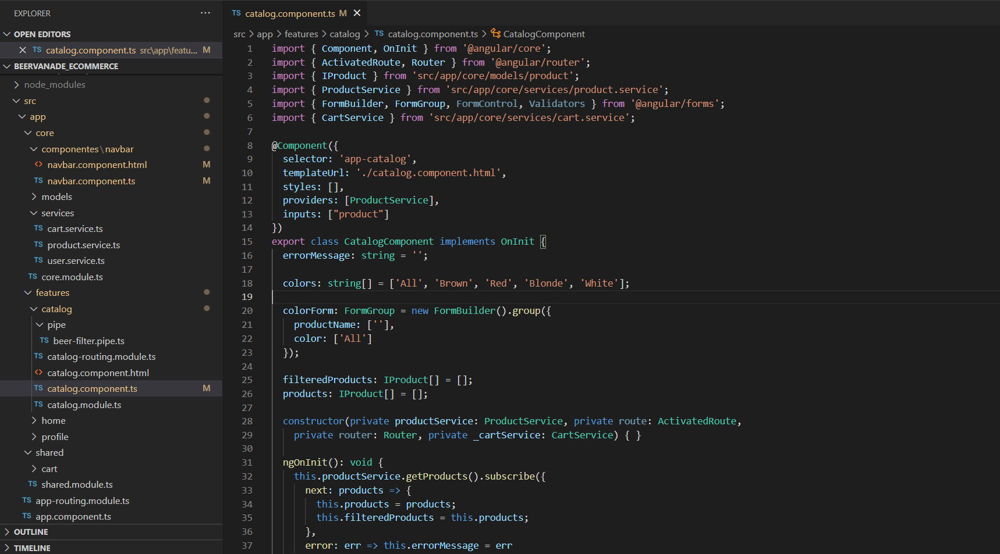 EXPLORER
OPEN EDITORS
TS catalog.component.ts src\app\featu... M
BEERVANADE_ECOMMERCE
node_modules
src
app
core
componentes\navbar
<> navbar.component.html M
TS navbar.component.ts M
models
services
TS cart.service.ts
TS product.service.ts
TS user.service.ts
TS core.module.ts
features
catalog
pipe
TS beer-filter.pipe.ts
TS catalog-routing.module.ts
<> catalog.component.html
TS catalog.component.ts M
TS catalog.module.ts
home
profile
shared
cart
TS shared.module.ts
TS app-routing.module.ts
TS app.component.ts
OUTLINE
TIMELINE
TS catalog.component.ts M
src > app > features > catalog > TS catalog.component.ts > CatalogComponent
1 import { Component, OnInit } from '@angular/core';
2 import { ActivatedRoute, Router } from '@angular/router';
3 import { IProduct } from 'src/app/core/models/product';
4 import { ProductService } from 'src/app/core/services/product.service';
5 import { FormBuilder, FormGroup, FormControl, Validators } from '@angular/forms';
6 import { CartService } from 'src/app/core/services/cart.service';
7
8 @Component({
9 selector: 'app-catalog',
10 templateUrl: './catalog.component.html',
11 styles: [],
12 providers: [ProductService],
13 inputs: ["product"]
14 })
15 export class CatalogComponent implements OnInit {
16 errorMessage: string = '';
17
18 colors: string[] = ['All', 'Brown', 'Red', 'Blonde', 'White'];
19
20 colorForm: FormGroup = new FormBuilder().group({
21 productName: [''],
22 color: ['All']
23 });
24
25 filteredProducts: IProduct[] = [];
26 products: IProduct[] = [];
27
28 constructor(private productService: ProductService, private route: ActivatedRoute,
29 private router: Router, private _cartService: CartService) { }
30
31 ngOnInit(): void {
32 this.productService.getProducts().subscribe({
33 next: products => {
34 this.products = products;
35 this.filteredProducts = this.products;
36 },
37 error: err => this.errorMessage = err